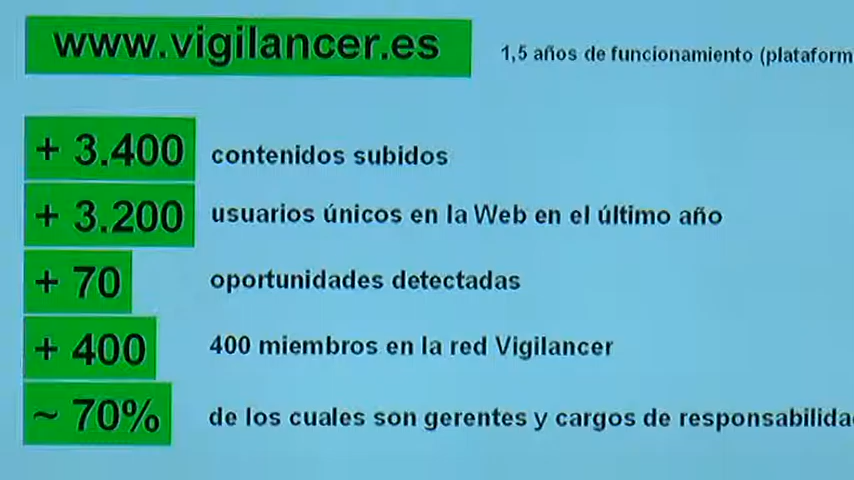 www.vigilancer.es 1,5 años de funcionamiento
+ 3.400 contenidos subidos
+ 3.200 usuarios únicos en la Web en el último año
+ 70 oportunidades detectadas
+ 400 400 miembros en la red Vigilancer
~ 70% de los cuales son gerentes y cargos de